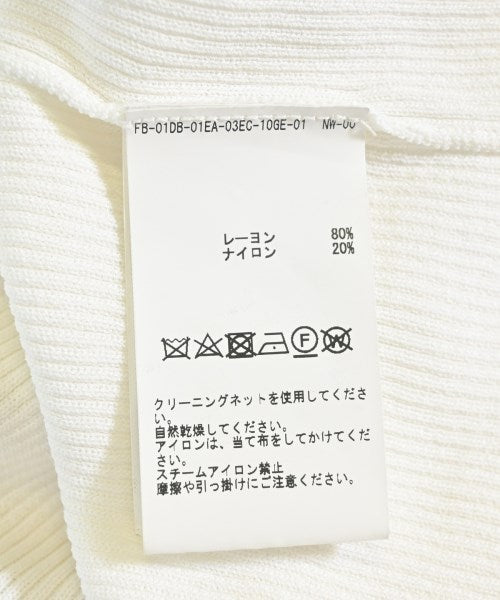 FB-01DB-01EA-03EC-10GE-01 NW-00
レーヨン 80%
ナイロン 20%
F W
クリーニングネットを使用してくださ
い。
自然乾燥してください。
アイロンは、当て布をしてかけてくだ
さい。
スチームアイロン禁止
摩擦や引っ掛けにご注意ください。